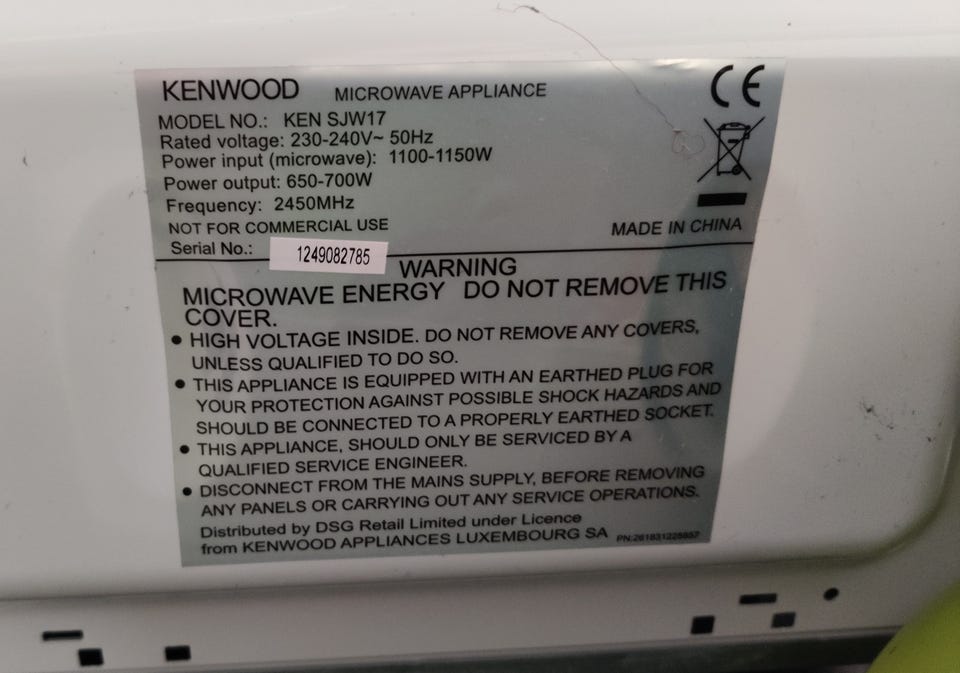 KENWOOD MICROWAVE APPLIANCE
CE
MODEL NO.: KEN SJW17
Rated voltage: 230-240V~ 50Hz
Power input (microwave): 1100-1150W
Power output: 650-700W
Frequency: 2450MHz
NOT FOR COMMERCIAL USE
MADE IN CHINA
Serial No.: 1249082785
WARNING
MICROWAVE ENERGY DO NOT REMOVE THIS
COVER.
• HIGH VOLTAGE INSIDE. DO NOT REMOVE ANY COVERS,
UNLESS QUALIFIED TO DO SO.
• THIS APPLIANCE IS EQUIPPED WITH AN EARTHED PLUG FOR
YOUR PROTECTION AGAINST POSSIBLE SHOCK HAZARDS AND
SHOULD BE CONNECTED TO A PROPERLY EARTHED SOCKET.
• THIS APPLIANCE, SHOULD ONLY BE SERVICED BY A
QUALIFIED SERVICE ENGINEER.
• DISCONNECT FROM THE MAINS SUPPLY, BEFORE REMOVING
ANY PANELS OR CARRYING OUT ANY SERVICE OPERATIONS.
Distributed by DSG Retail Limited under Licence
from KENWOOD APPLIANCES LUXEMBOURG SA